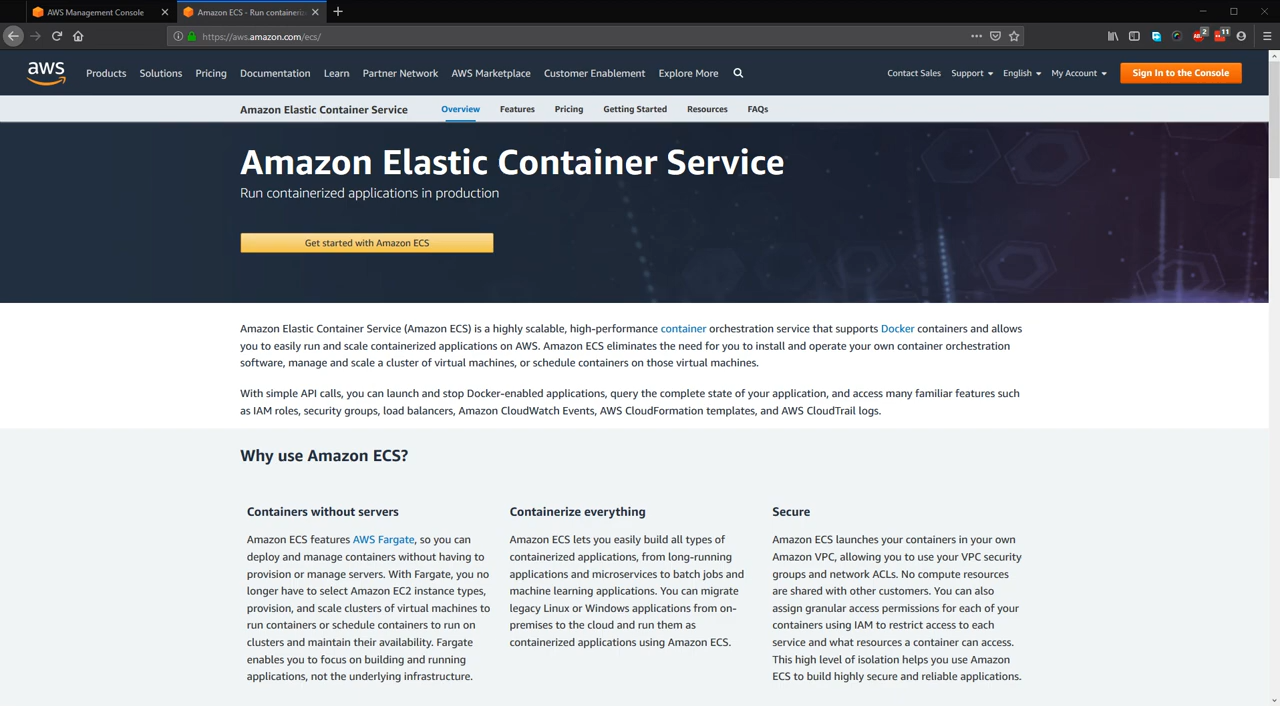 AWS Management Console
Amazon ECS - Run containeriz
https://aws.amazon.com/ecs/
2
11
aws
Products Solutions Pricing Documentation Learn Partner Network AWS Marketplace Customer Enablement Explore More
Contact Sales Support English My Account Sign In to the Console
Amazon Elastic Container Service Overview Features Pricing Getting Started Resources FAQs
Amazon Elastic Container Service
Run containerized applications in production
Get started with Amazon ECS
Amazon Elastic Container Service (Amazon ECS) is a highly scalable, high-performance container orchestration service that supports Docker containers and allows
you to easily run and scale containerized applications on AWS. Amazon ECS eliminates the need for you to install and operate your own container orchestration
software, manage and scale a cluster of virtual machines, or schedule containers on those virtual machines.
With simple API calls, you can launch and stop Docker-enabled applications, query the complete state of your application, and access many familiar features such
as IAM roles, security groups, load balancers, Amazon CloudWatch Events, AWS CloudFormation templates, and AWS CloudTrail logs.
Why use Amazon ECS?
Containers without servers
Amazon ECS features AWS Fargate, so you can
deploy and manage containers without having to
provision or manage servers. With Fargate, you no
longer have to select Amazon EC2 instance types,
provision, and scale clusters of virtual machines to
run containers or schedule containers to run on
clusters and maintain their availability. Fargate
enables you to focus on building and running
applications, not the underlying infrastructure.
Containerize everything
Amazon ECS lets you easily build all types of
containerized applications, from long-running
applications and microservices to batch jobs and
machine learning applications. You can migrate
legacy Linux or Windows applications from on-
premises to the cloud and run them as
containerized applications using Amazon ECS.
Secure
Amazon ECS launches your containers in your own
Amazon VPC, allowing you to use your VPC security
groups and network ACLs. No compute resources
are shared with other customers. You can also
assign granular access permissions for each of your
containers using IAM to restrict access to each
service and what resources a container can access.
This high level of isolation helps you use Amazon
ECS to build highly secure and reliable applications.